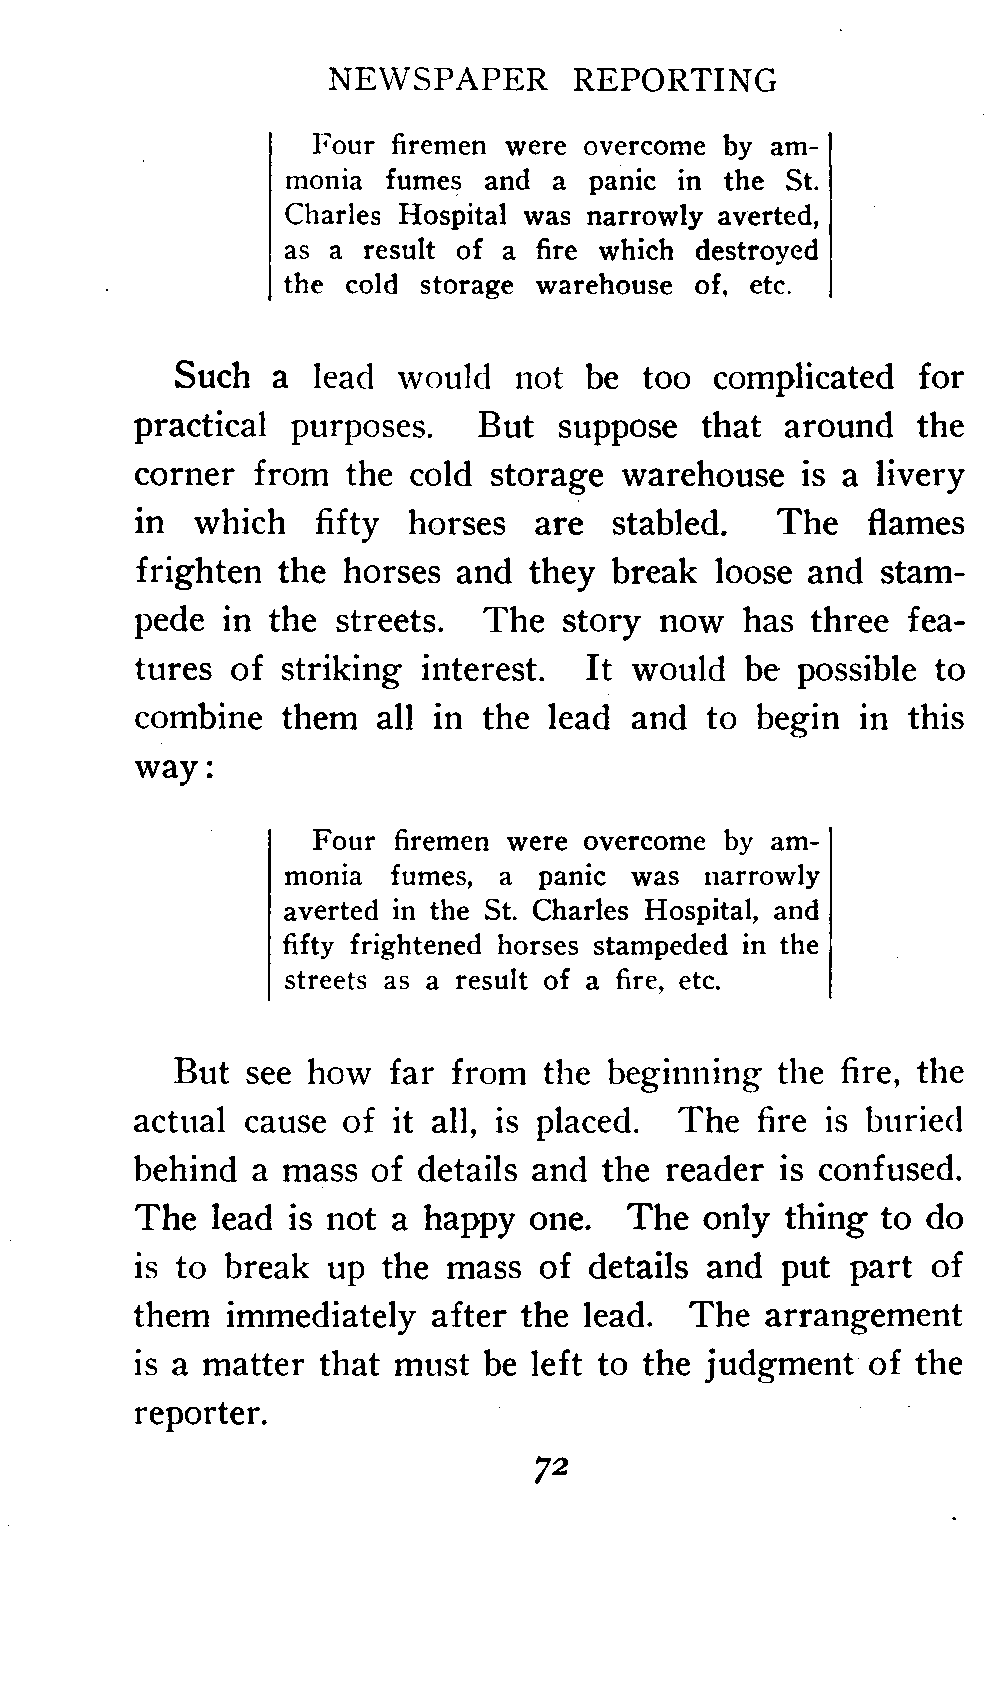 NEWSPAPER REPORTING
Four firemen were overcome by am-
monia fumes and a panic in the St.
Charles Hospital was narrowly averted,
as a result of a fire which destroyed
the cold storage warehouse of, etc.
Such a lead would not be too complicated for
practical purposes. But suppose that around the
corner from the cold storage warehouse is a livery
in which fifty horses are stabled. The flames
frighten the horses and they break loose and stam-
pede in the streets. The story now has three fea-
tures of striking interest. It would be possible to
combine them all in the lead and to begin in this
way:
Four firemen were overcome by am-
monia fumes, a panic was narrowly
averted in the St. Charles Hospital, and
fifty frightened horses stampeded in the
streets as a result of a fire, etc.
But see how far from the beginning the fire, the
actual cause of it all, is placed. The fire is buried
behind a mass of details and the reader is confused.
The lead is not a happy one. The only thing to do
is to break up the mass of details and put part of
them immediately after the lead. The arrangement
is a matter that must be left to the judgment of the
reporter.
72